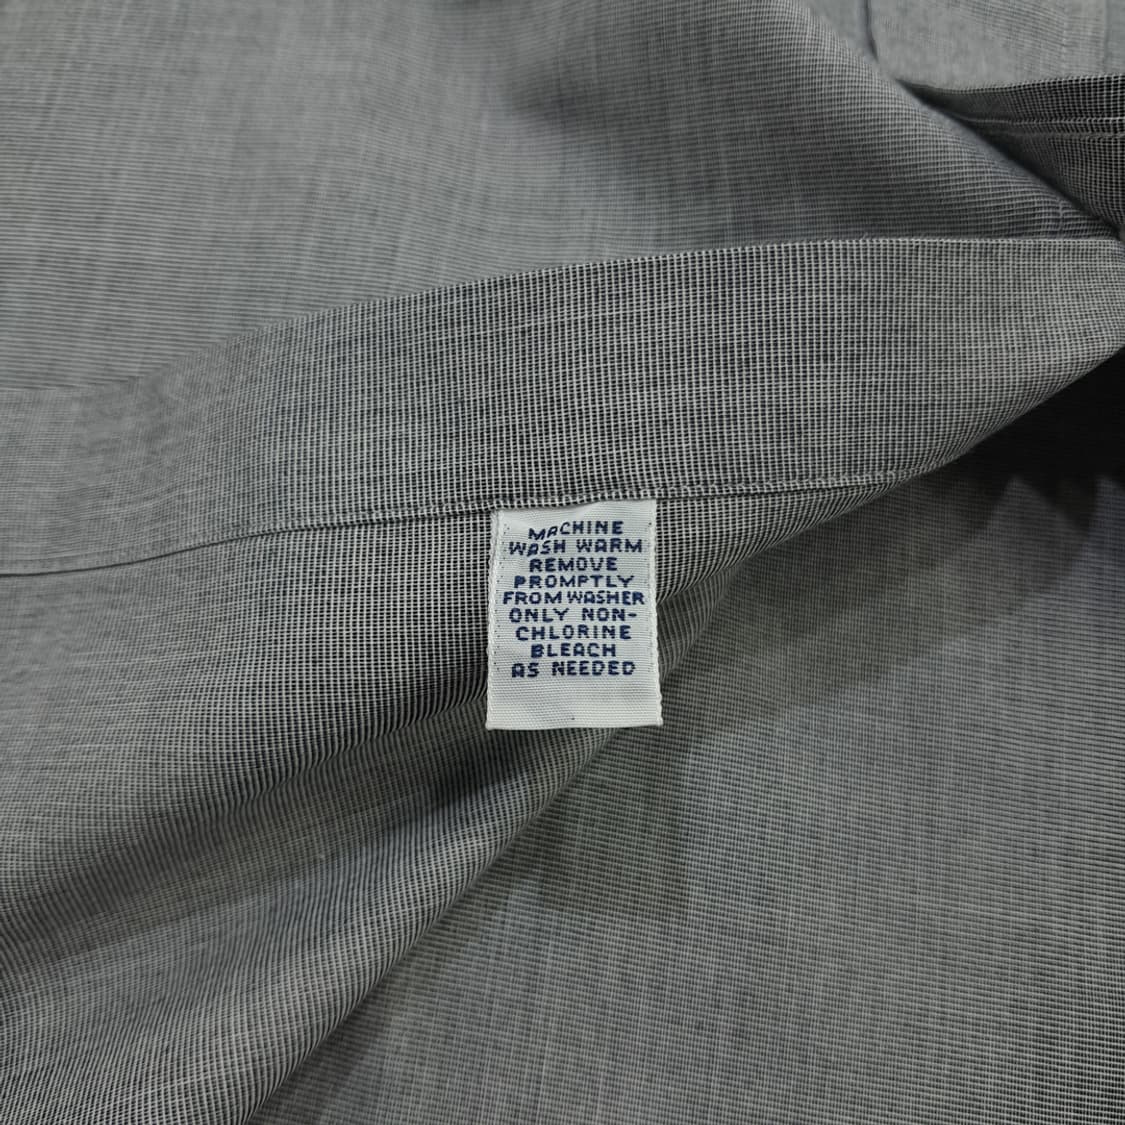 MACHINE
WASH WARM
REMOVE
PROMPTLY
FROM WASHER
ONLY NON-
CHLORINE
BLEACH
AS NEEDED